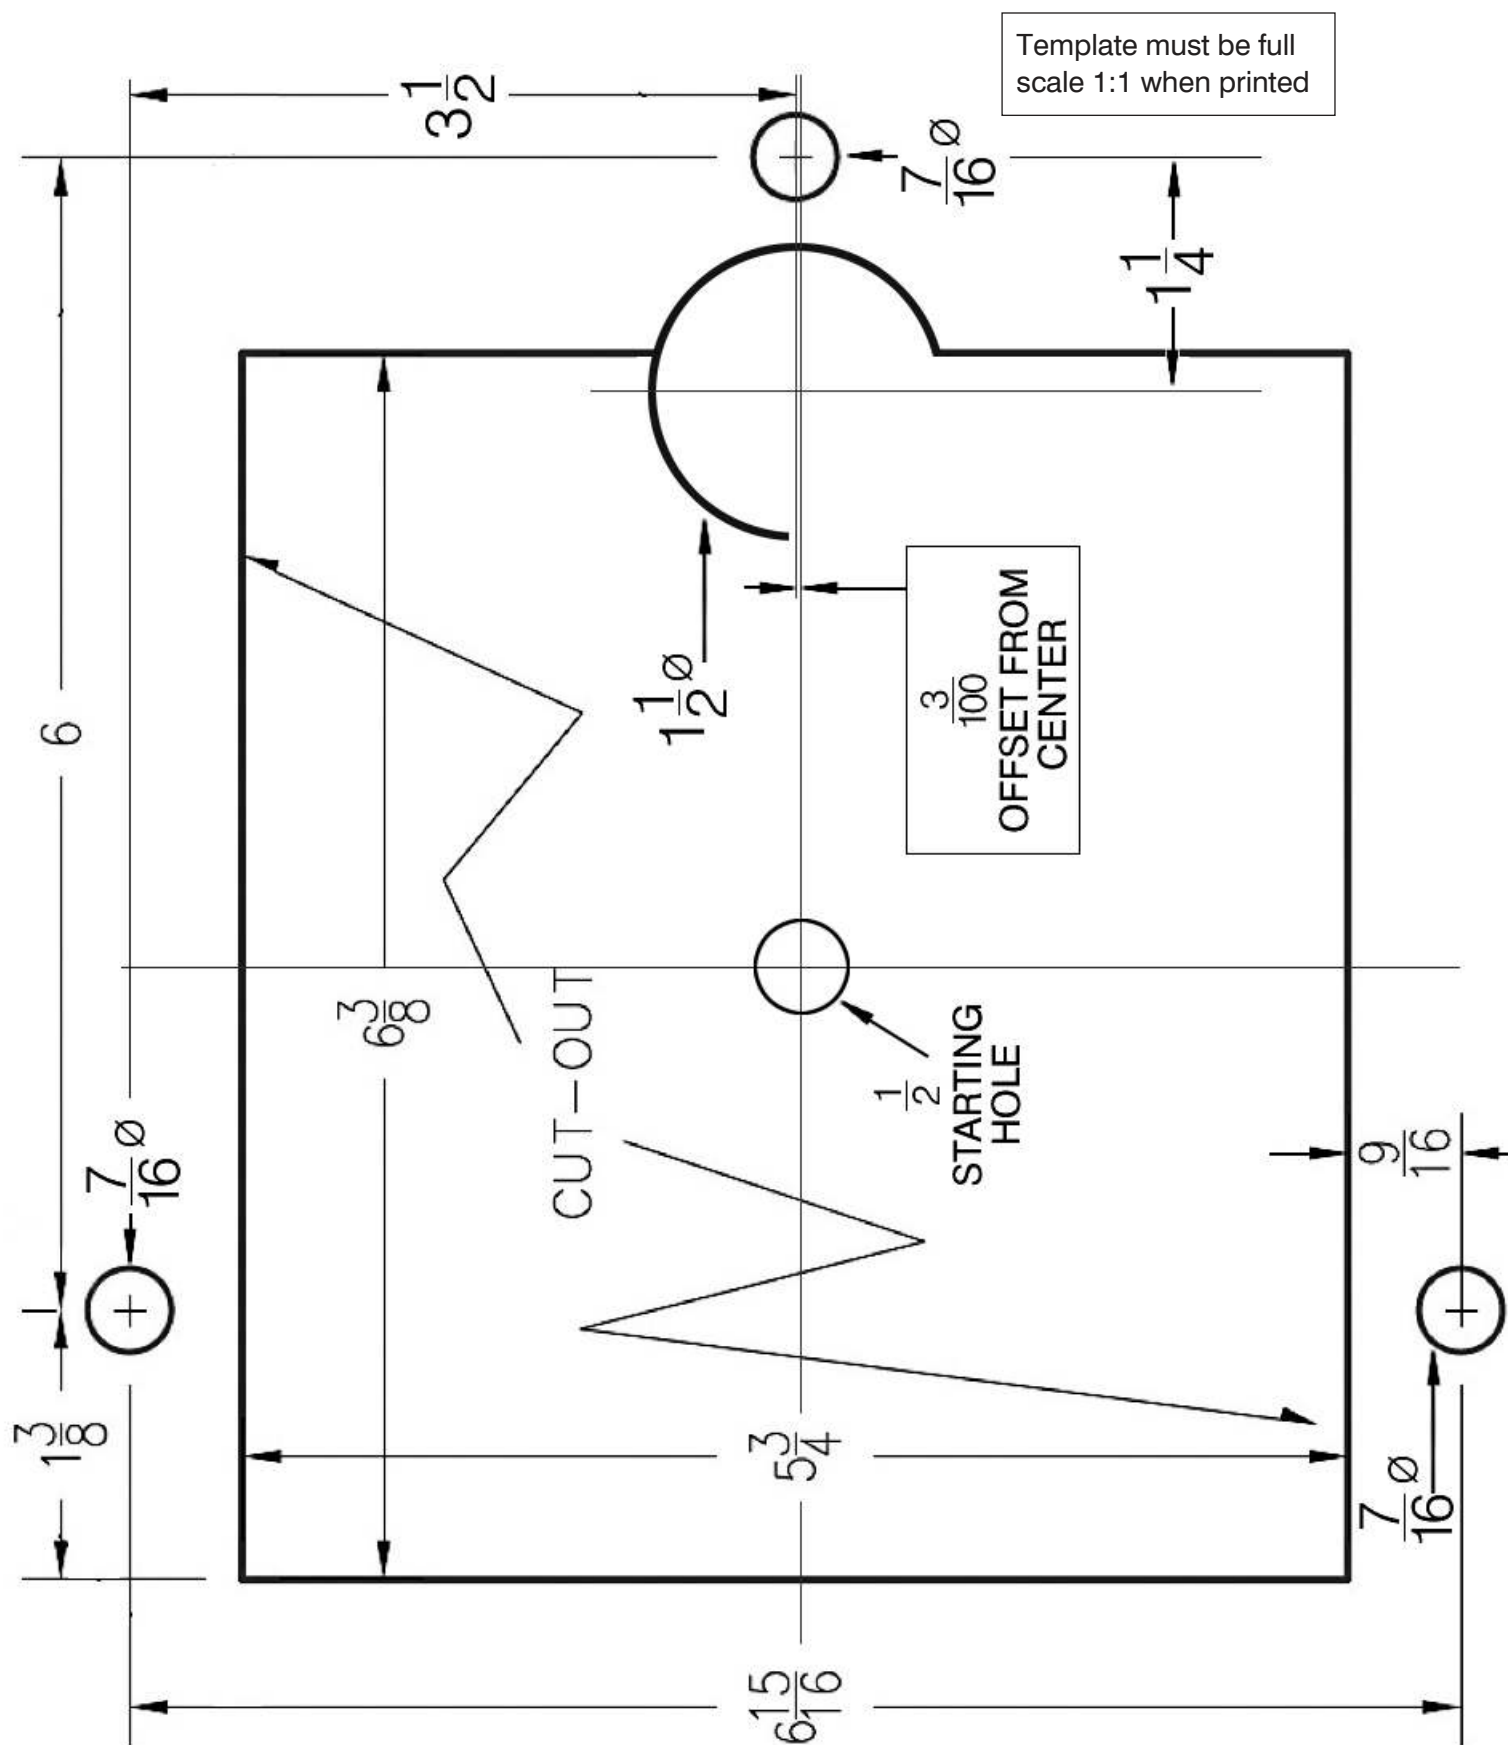 Template must be full
scale 1:1 when printed
3 1/2
7/16 Ø
1 1/4
6
1 1/2 Ø
3/100
OFFSET FROM
CENTER
6 3/8
CUT-OUT
1/2
STARTING
HOLE
7/16 Ø
9/16
1 3/8
5 3/4
7/16 Ø
6 15/16